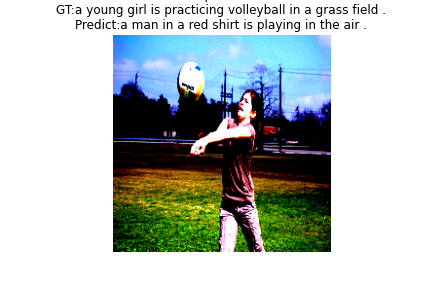 GT:a young girl is practicing volleyball in a grass field .
Predict:a man in a red shirt is playing in the air .